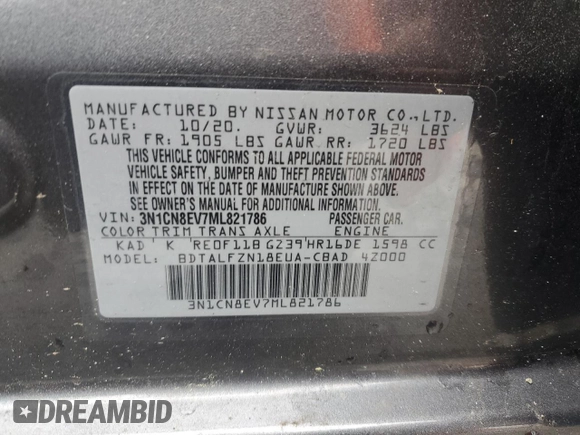 MANUFACTURED BY NISSAN MOTOR CO., LTD.
DATE: 10/20. GVWR: 3624 LBS
GAWR FR: 1905 LBS GAWR RR: 1720 LBS
THIS VEHICLE CONFORMS TO ALL APPLICABLE FEDERAL MOTOR
VEHICLE SAFETY, BUMPER AND THEFT PREVENTION STANDARDS
IN EFFECT ON THE DATE OF MANUFACTURE SHOWN ABOVE.
SEE OWNER'S MANUAL FOR ADDITIONAL INFORMATION.
VIN: 3N1CN8EV7ML821786 PASSENGER CAR.
COLOR TRIM TRANS AXLE ENGINE
KAD' K 'RE0F11B G239'HR16DE 1598 CC
MODEL: BDTALFZN18EUA-CBAD 4Z000
3N1CN8EV7ML821786
DREAMBID